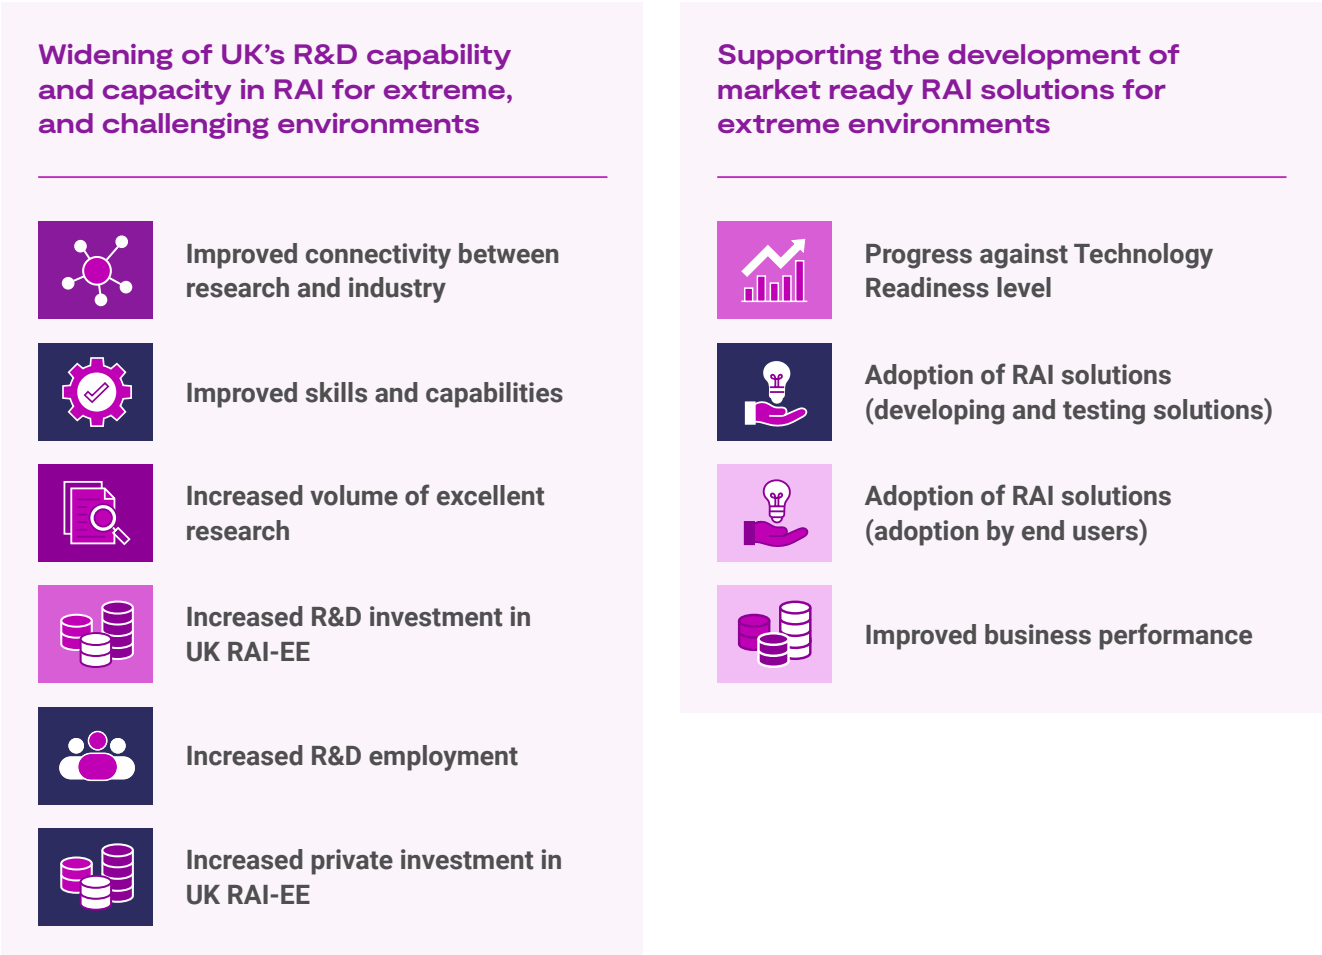 Widening of UK’s R&D capability
and capacity in RAI for extreme,
and challenging environments
Improved connectivity between
research and industry
Improved skills and capabilities
Increased volume of excellent
research
Increased R&D investment in
UK RAI-EE
Increased R&D employment
Increased private investment in
UK RAI-EE
Supporting the development of
market ready RAI solutions for
extreme environments
Progress against Technology
Readiness level
Adoption of RAI solutions
(developing and testing solutions)
Adoption of RAI solutions
(adoption by end users)
Improved business performance